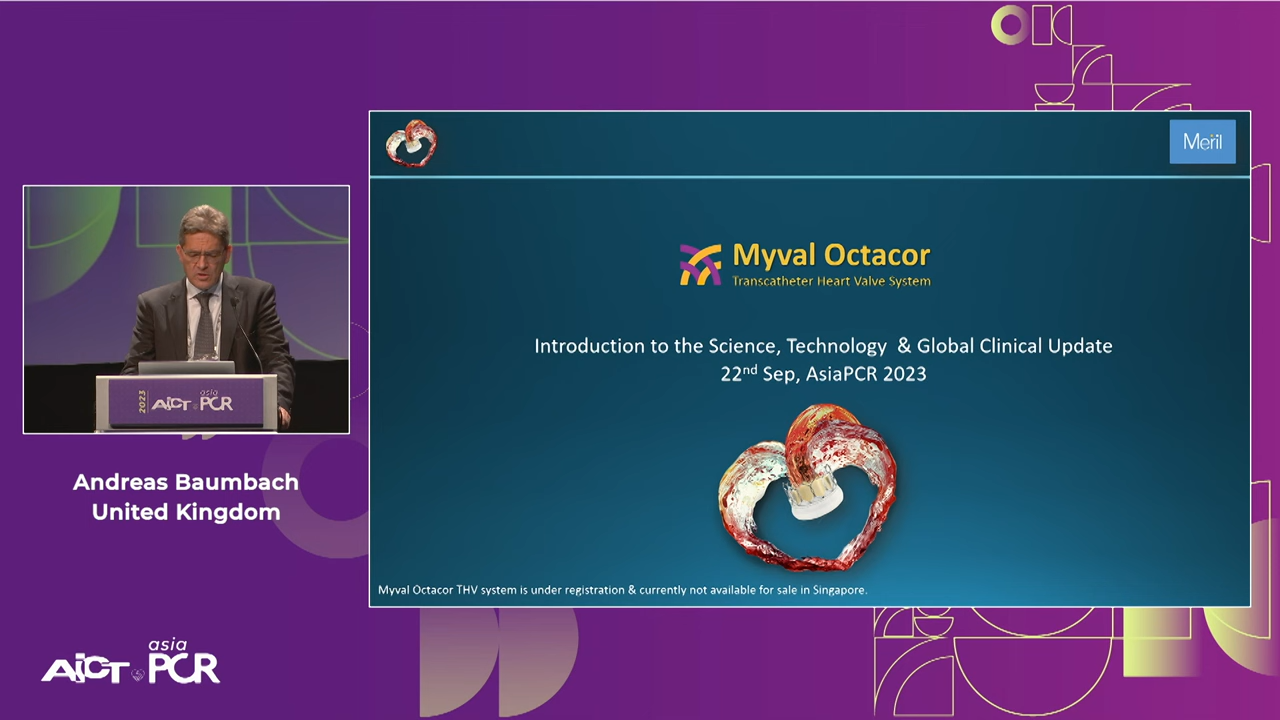 Meril
Myval Octacor
Transcatheter Heart Valve System
Introduction to the Science, Technology & Global Clinical Update
22nd Sep, AsiaPCR 2023
Myval Octacor THV system is under registration & currently not available for sale in Singapore.
2023
AICT
asia
PCR
Andreas Baumbach
United Kingdom
asia
AICT PCR